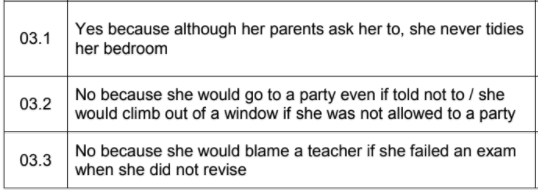 03.1 Yes because although her parents ask her to, she never tidies
her bedroom
03.2 No because she would go to a party even if told not to / she
would climb out of a window if she was not allowed to a party
03.3 No because she would blame a teacher if she failed an exam
when she did not revise